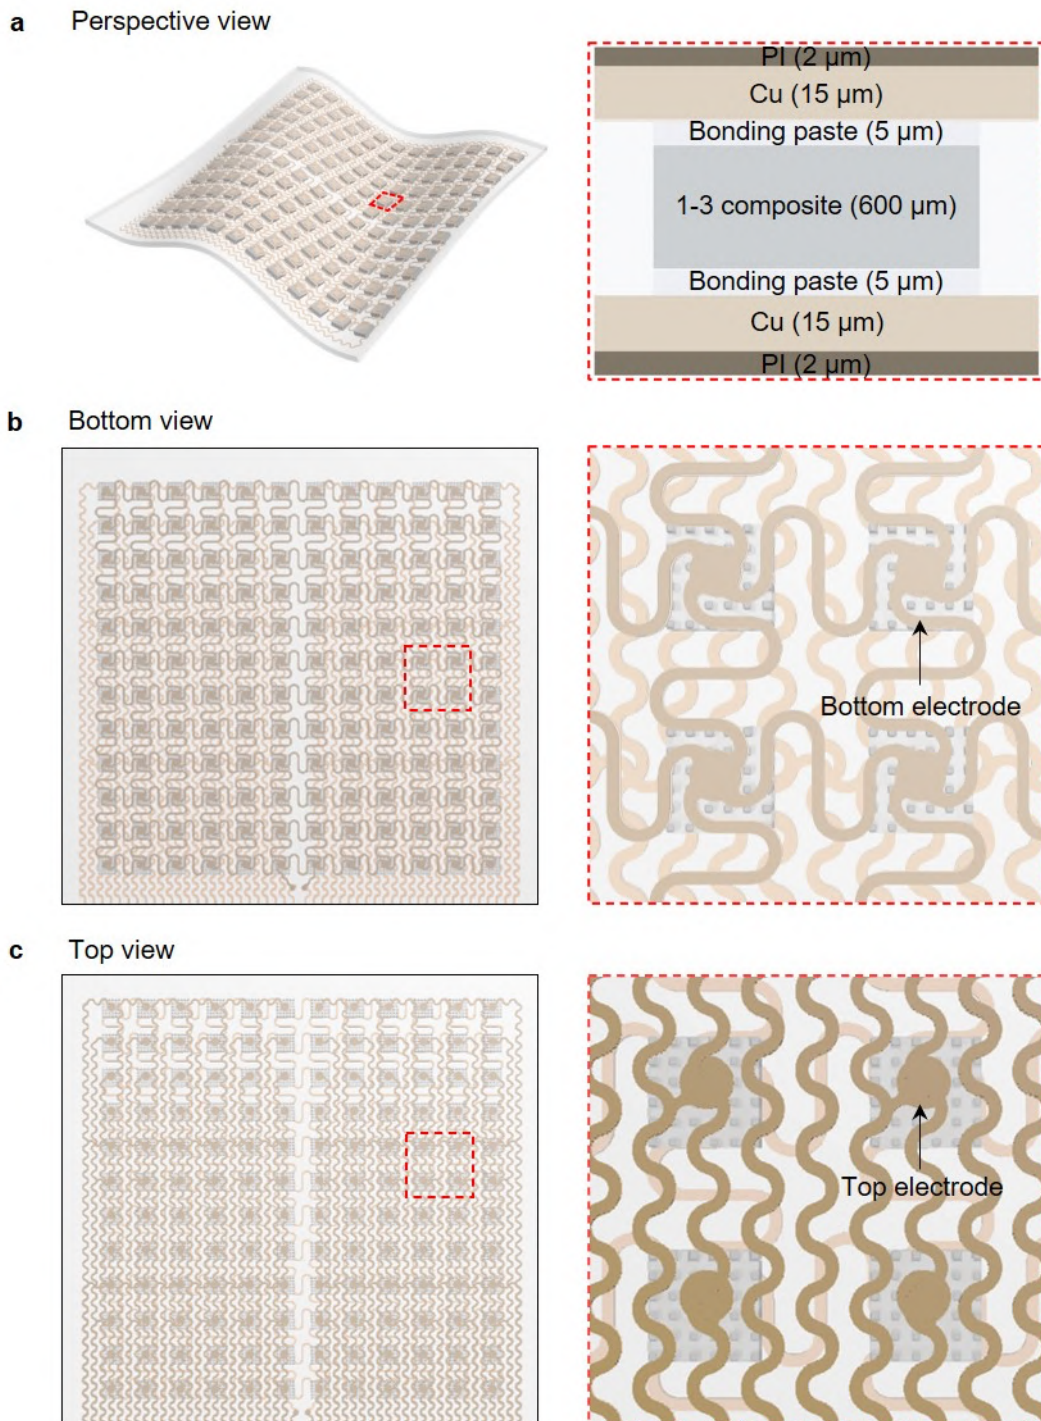 a Perspective view
PI (2 µm)
Cu (15 µm)
Bonding paste (5 µm)
1-3 composite (600 µm)
Bonding paste (5 µm)
Cu (15 µm)
PI (2 µm)
b Bottom view
Bottom electrode
c Top view
Top electrode